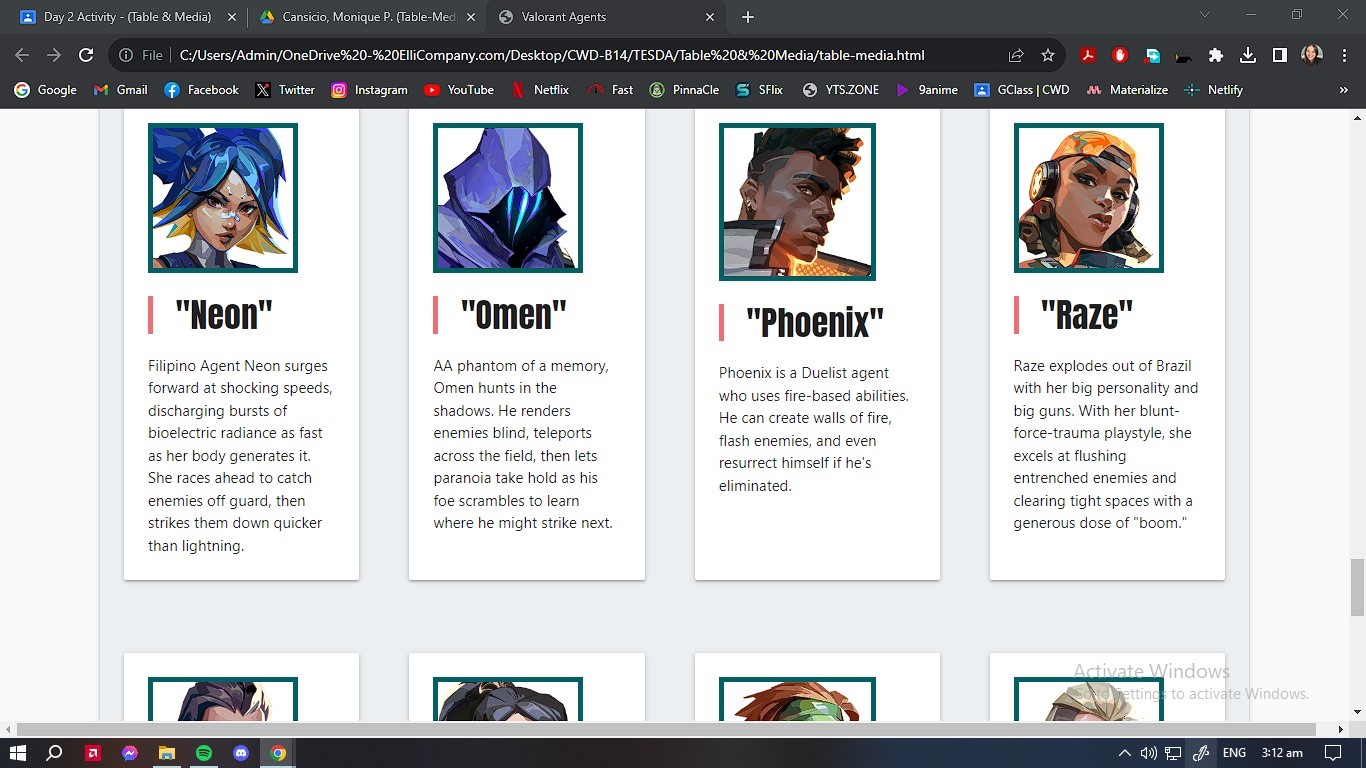 Day 2 Activity - (Table & Media)
Cansicio, Monique P. (Table-Med
Valorant Agents
File
C:/Users/Admin/OneDrive%20-%20ElliCompany.com/Desktop/CWD-B14/TESDA/Table%20&%20Media/table-media.html
Google
Gmail
Facebook
Twitter
Instagram
YouTube
Netflix
Fast
PinnaCle
SFlix
YTS.ZONE
9anime
GClass | CWD
Materialize
Netlify
»
"Neon"
Filipino Agent Neon surges
forward at shocking speeds,
discharging bursts of
bioelectric radiance as fast
as her body generates it.
She races ahead to catch
enemies off guard, then
strikes them down quicker
than lightning.
"Omen"
AA phantom of a memory,
Omen hunts in the
shadows. He renders
enemies blind, teleports
across the field, then lets
paranoia take hold as his
foe scrambles to learn
where he might strike next.
"Phoenix"
Phoenix is a Duelist agent
who uses fire-based abilities.
He can create walls of fire,
flash enemies, and even
resurrect himself if he's
eliminated.
"Raze"
Raze explodes out of Brazil
with her big personality and
big guns. With her blunt-
force-trauma playstyle, she
excels at flushing
entrenched enemies and
clearing tight spaces with a
generous dose of "boom."
Activate Windows
Go to Settings to activate Windows.
ENG
3:12 am